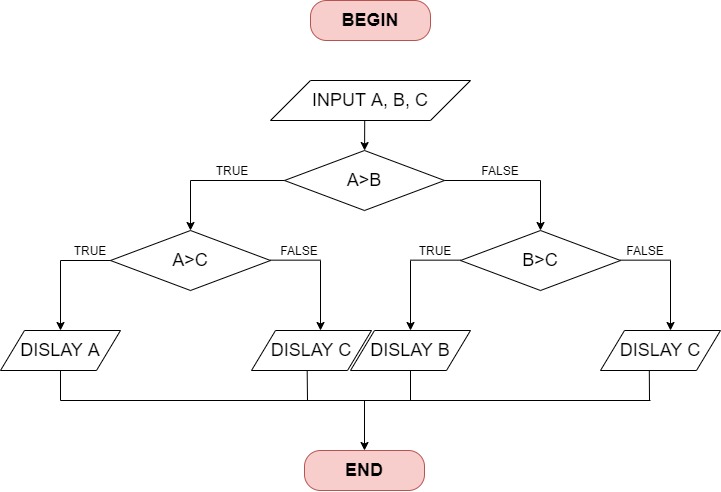 BEGIN
INPUT A, B, C
A>B
TRUE
FALSE
A>C
TRUE
FALSE
B>C
TRUE
FALSE
DISLAY A
DISLAY C
DISLAY B
DISLAY C
END